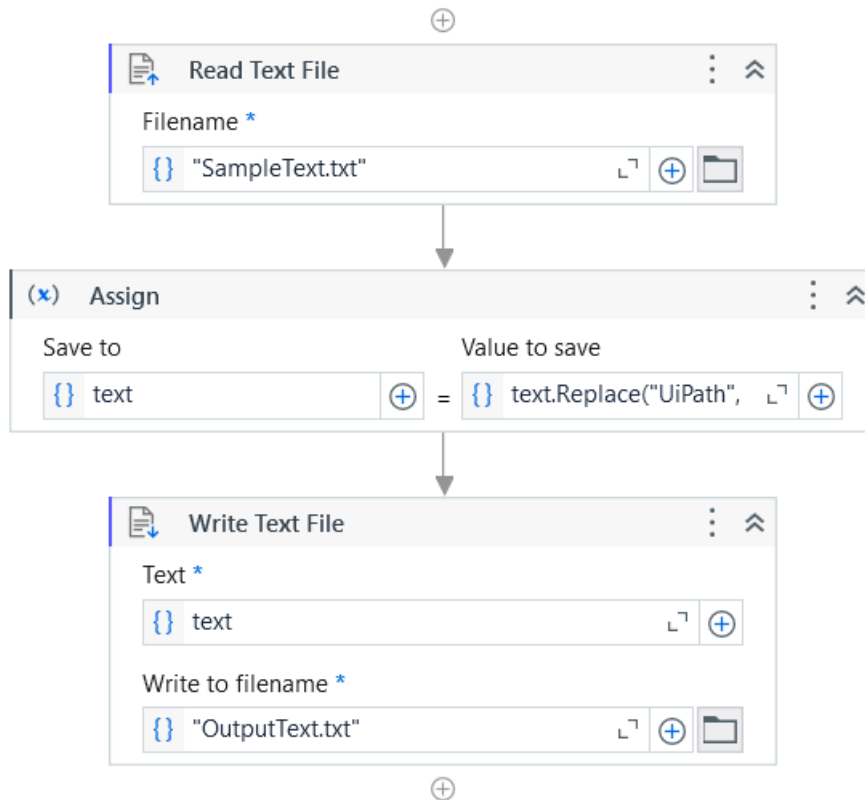 Read Text File
Filename *
"SampleText.txt"
Assign
Save to
Value to save
text
=
text.Replace("UiPath",
Write Text File
Text *
text
Write to filename *
"OutputText.txt"